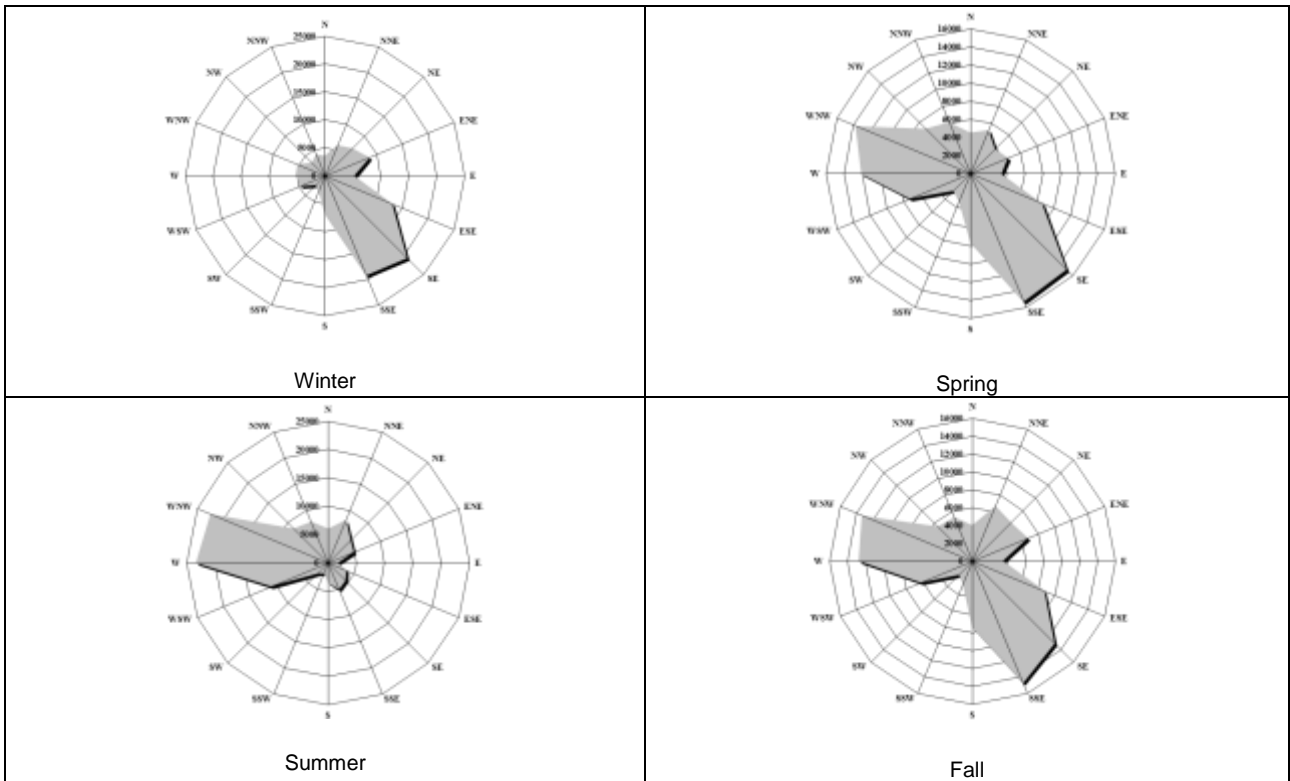 N
25000
NNW
NNE
20000
NW
NE
15000
WNW
10000
ENE
5000
W
E
WSW
ESE
SW
SE
SSW
SSE
S
Winter
N
16000
NNW
NNE
14000
12000
NW
NE
10000
8000
WNW
6000
ENE
4000
2000
W
E
WSW
ESE
SW
SE
SSW
SSE
S
Spring
N
25000
NNW
NNE
20000
NW
NE
15000
WNW
10000
ENE
5000
W
E
WSW
ESE
SW
SE
SSW
SSE
S
Summer
N
16000
NNW
NNE
14000
12000
NW
NE
10000
8000
WNW
6000
ENE
4000
2000
W
E
WSW
ESE
SW
SE
SSW
SSE
S
Fall